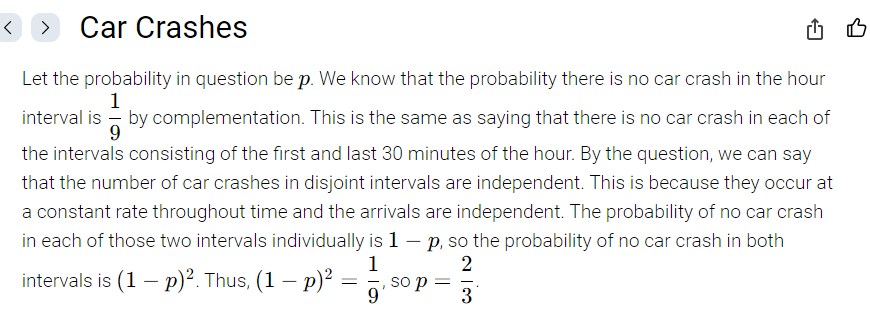 Car Crashes
Let the probability in question be p. We know that the probability there is no car crash in the hour
interval is 1/9 by complementation. This is the same as saying that there is no car crash in each of
the intervals consisting of the first and last 30 minutes of the hour. By the question, we can say
that the number of car crashes in disjoint intervals are independent. This is because they occur at
a constant rate throughout time and the arrivals are independent. The probability of no car crash
in each of those two intervals individually is 1 − p, so the probability of no car crash in both
intervals is (1 − p)². Thus, (1 − p)² = 1/9, so p = 2/3.